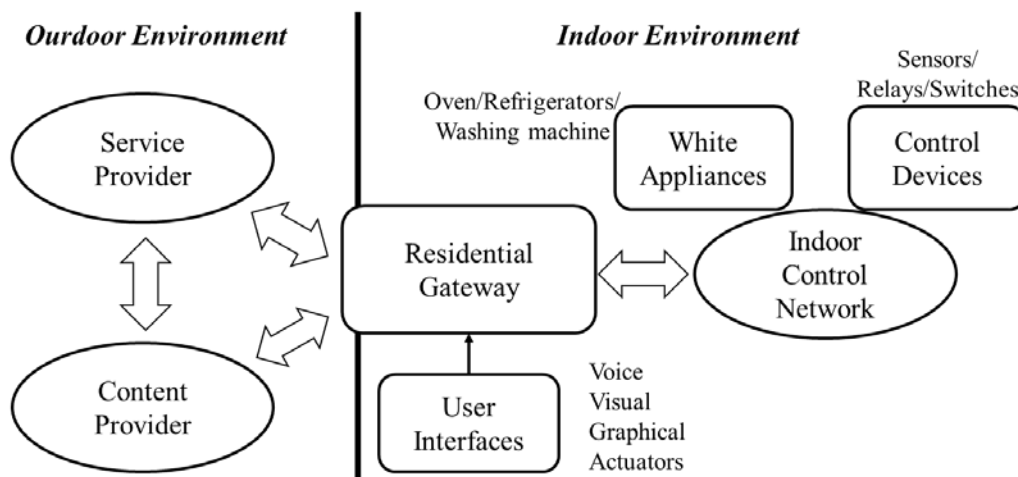 Ourdoor Environment
Indoor Environment
Sensors/
Relays/Switches
Oven/Refrigerators/
Washing machine
White
Appliances
Control
Devices
Service
Provider
Residential
Gateway
Indoor
Control
Network
Content
Provider
User
Interfaces
Voice
Visual
Graphical
Actuators